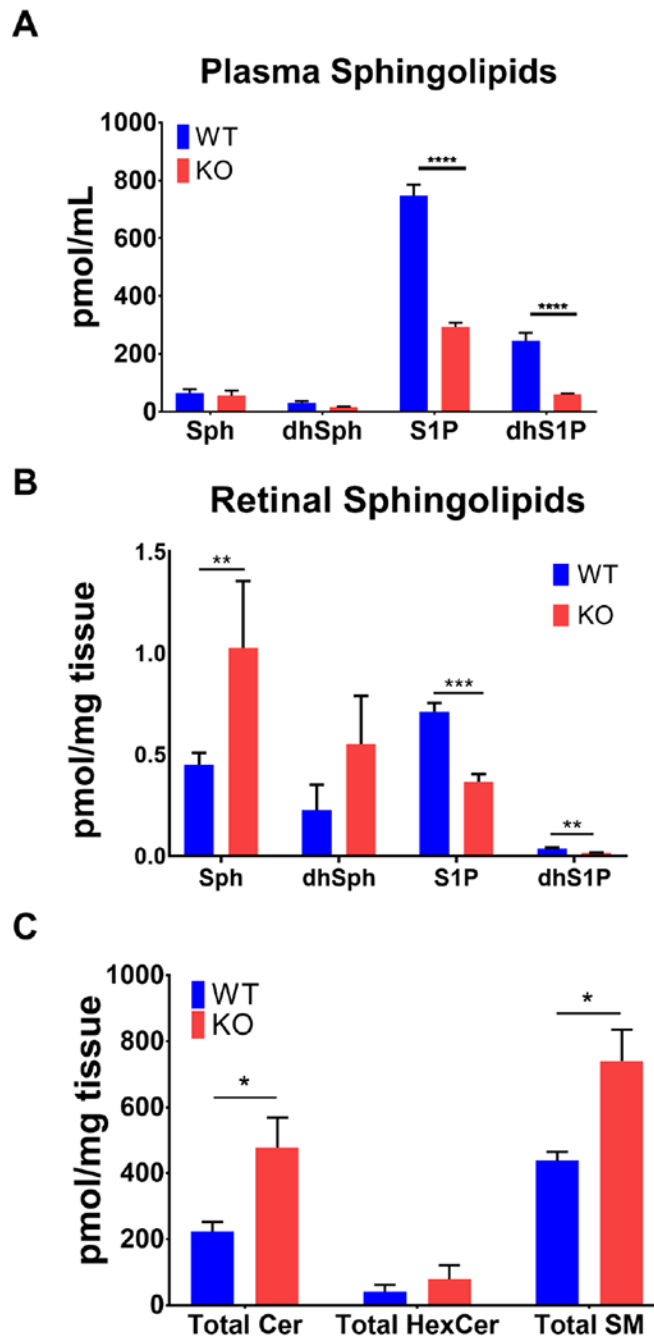 A
Plasma Sphingolipids
pmol/mL
1000
800
600
400
200
0
WT
KO
****
****
Sph dhSph S1P dhS1P
B
Retinal Sphingolipids
pmol/mg tissue
1.5
1.0
0.5
0.0
WT
KO
**
***
**
Sph dhSph S1P dhS1P
C
pmol/mg tissue
1000
800
600
400
200
0
WT
KO
*
*
Total Cer Total HexCer Total SM